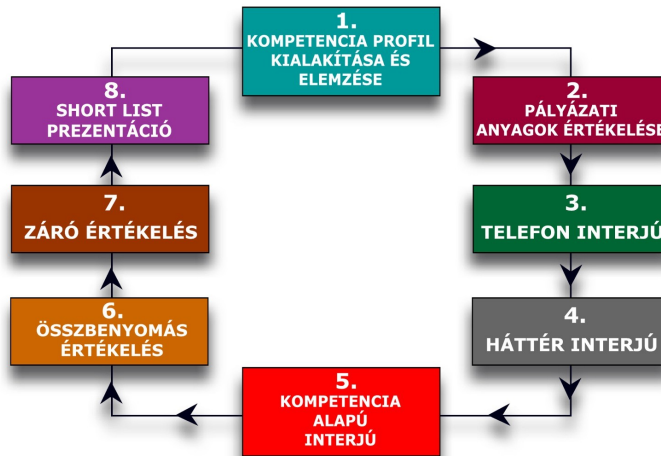 1.
KOMPETENCIA PROFIL
KIALAKÍTÁSA ÉS
ELEMZÉSE
2.
PÁLYÁZATI
ANYAGOK ÉRTÉKELÉSE
3.
TELEFON INTERJÚ
4.
HÁTTÉR INTERJÚ
5.
KOMPETENCIA
ALAPÚ
INTERJÚ
6.
ÖSSZBENYOMÁS
ÉRTÉKELÉS
7.
ZÁRÓ ÉRTÉKELÉS
8.
SHORT LIST
PREZENTÁCIÓ